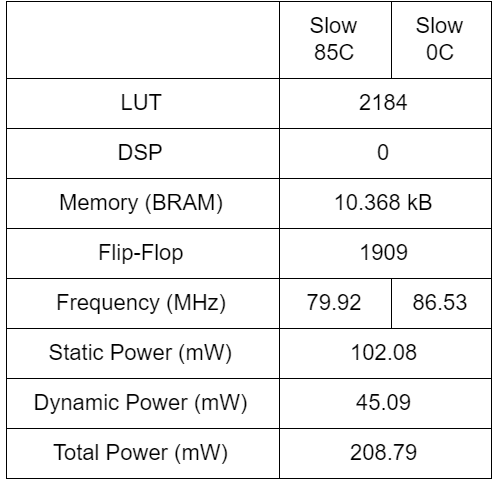 Slow Slow
85C 0C
LUT 2184
DSP 0
Memory (BRAM) 10.368 kB
Flip-Flop 1909
Frequency (MHz) 79.92 86.53
Static Power (mW) 102.08
Dynamic Power (mW) 45.09
Total Power (mW) 208.79